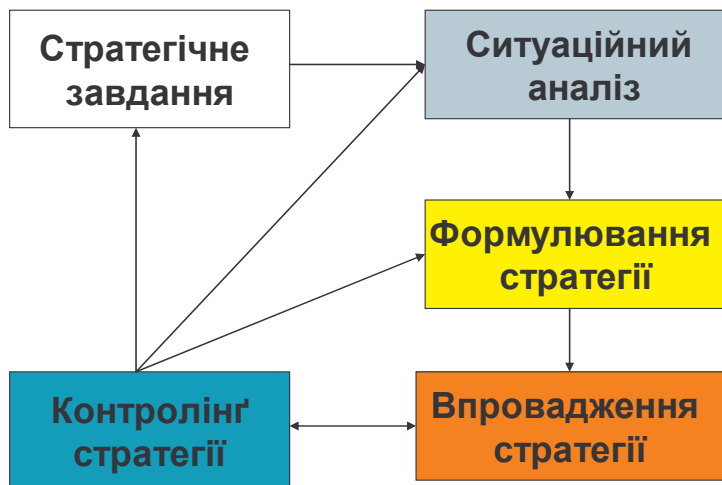 Стратегічне
завдання
Ситуаційний
аналіз
Формулювання
стратегії
Контролінґ
стратегії
Впровадження
стратегії